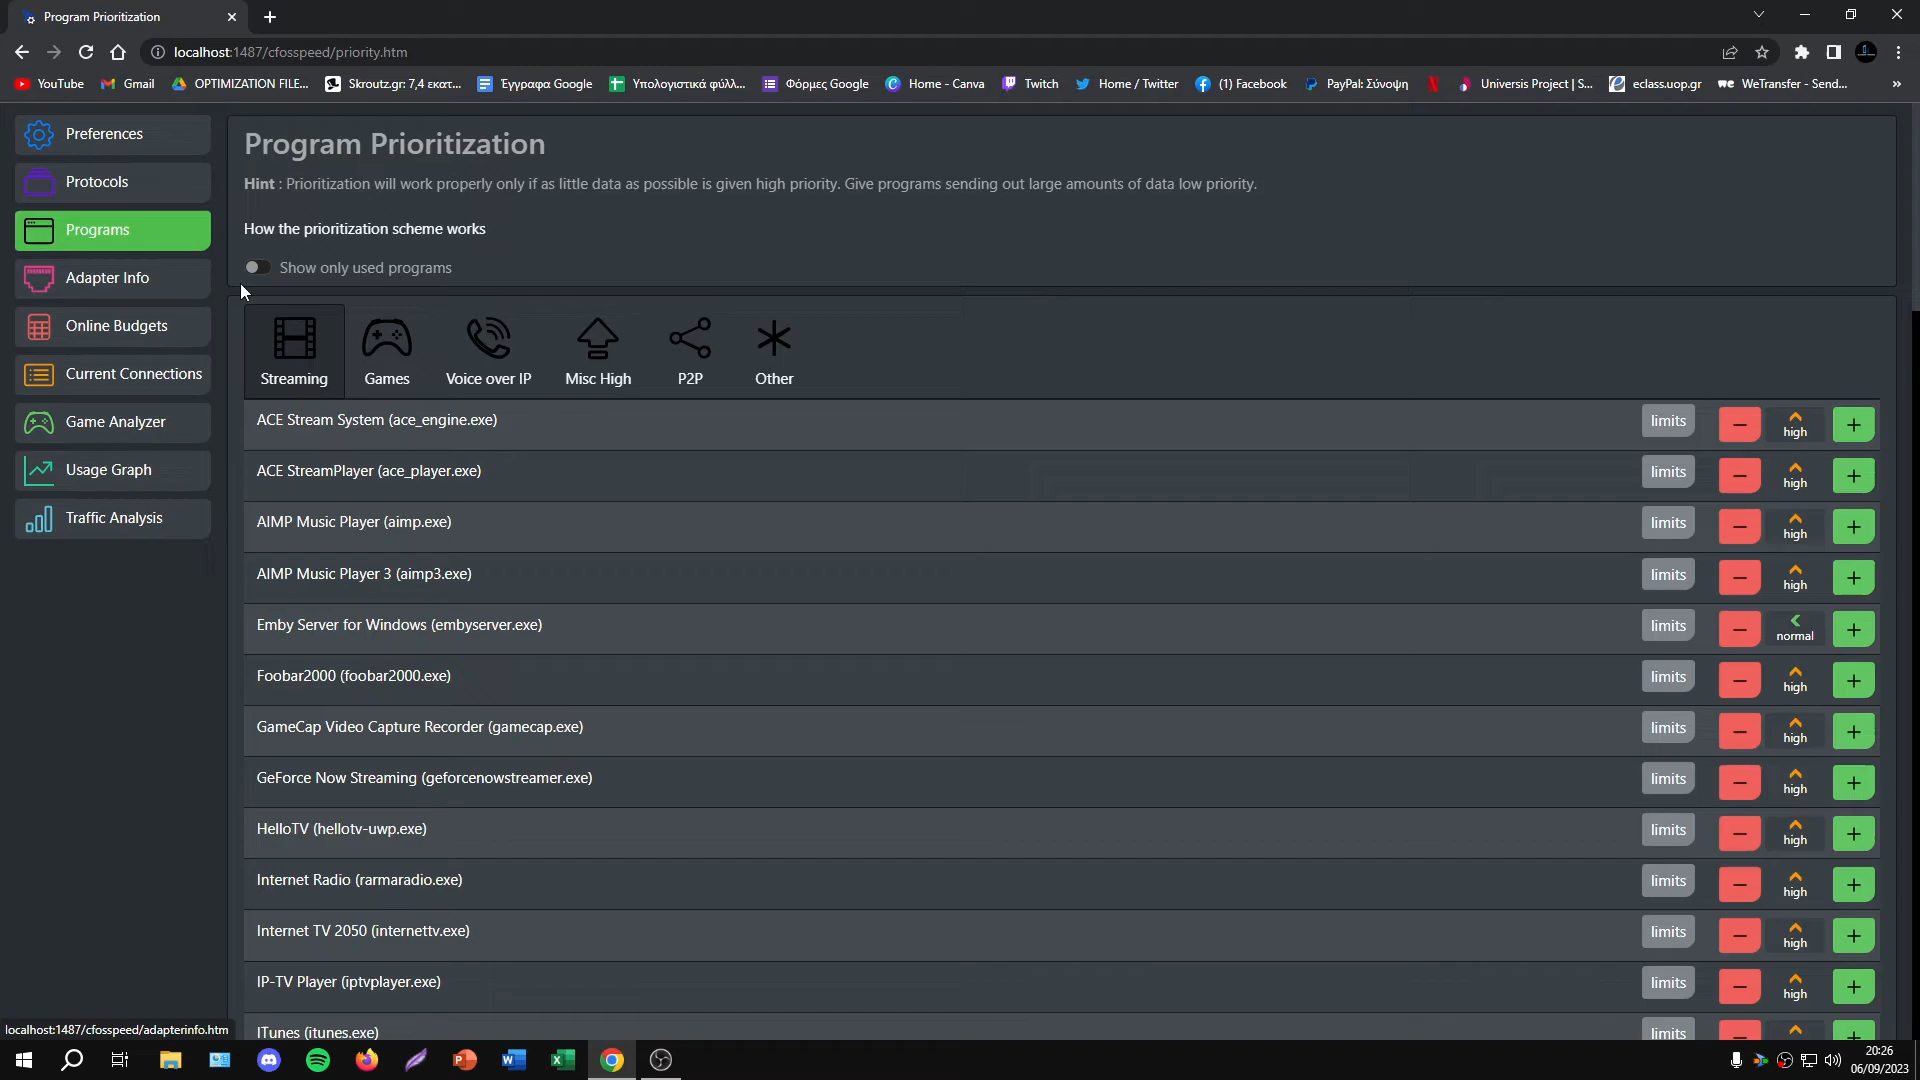 Program Prioritization
localhost:1487/cfosspeed/priority.htm
YouTube
Gmail
OPTIMIZATION FILE...
Skroutz.gr: 7,4 εκατ...
Έγγραφα Google
Υπολογιστικά φύλλ...
Φόρμες Google
Home - Canva
Twitch
Home / Twitter
(1) Facebook
PayPal: Σύνοψη
Universis Project | S...
eclass.uop.gr
WeTransfer - Send...
Preferences
Protocols
Programs
Adapter Info
Online Budgets
Current Connections
Game Analyzer
Usage Graph
Traffic Analysis
Program Prioritization
Hint : Prioritization will work properly only if as little data as possible is given high priority. Give programs sending out large amounts of data low priority.
How the prioritization scheme works
Show only used programs
Streaming
Games
Voice over IP
Misc High
P2P
Other
ACE Stream System (ace_engine.exe) limits high
ACE StreamPlayer (ace_player.exe) limits high
AIMP Music Player (aimp.exe) limits high
AIMP Music Player 3 (aimp3.exe) limits high
Emby Server for Windows (embyserver.exe) limits normal
Foobar2000 (foobar2000.exe) limits high
GameCap Video Capture Recorder (gamecap.exe) limits high
GeForce Now Streaming (geforcenowstreamer.exe) limits high
HelloTV (hellotv-uwp.exe) limits high
Internet Radio (rarmaradio.exe) limits high
Internet TV 2050 (internettv.exe) limits high
IP-TV Player (iptvplayer.exe) limits high
ITunes (itunes.exe) limits
localhost:1487/cfosspeed/adapterinfo.htm
20:26
06/09/2023